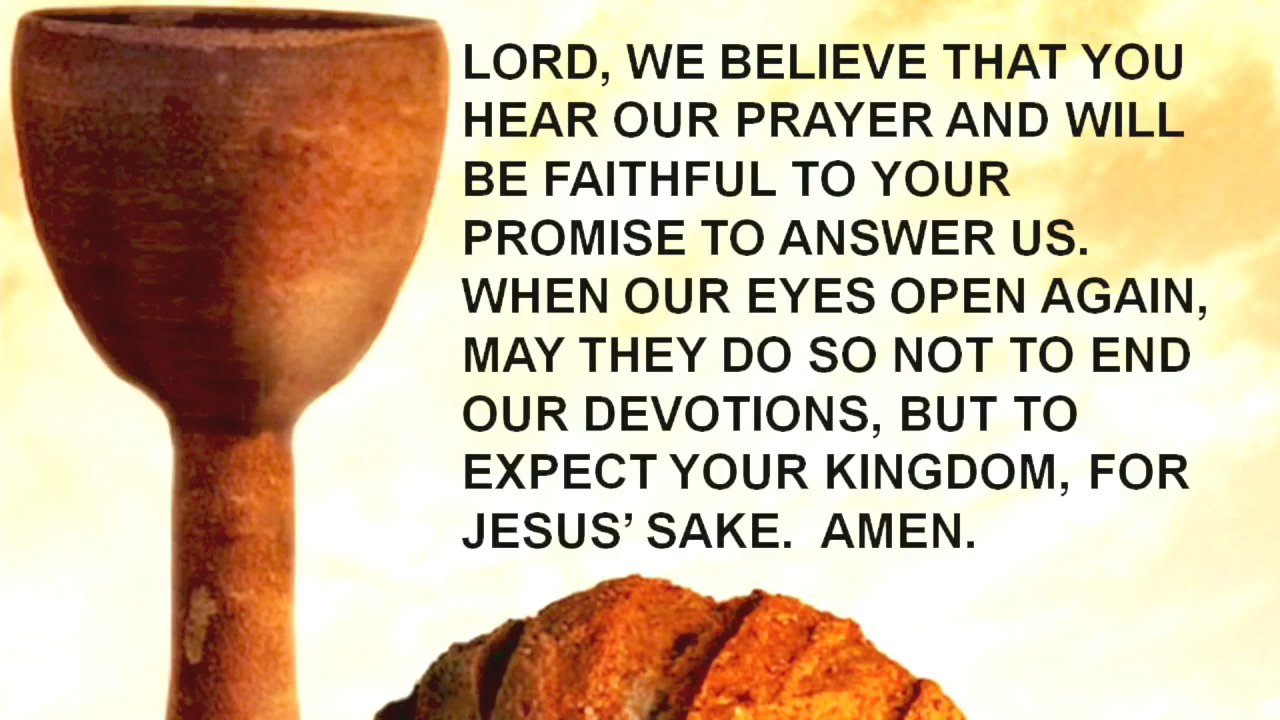 LORD, WE BELIEVE THAT YOU
HEAR OUR PRAYER AND WILL
BE FAITHFUL TO YOUR
PROMISE TO ANSWER US.
WHEN OUR EYES OPEN AGAIN,
MAY THEY DO SO NOT TO END
OUR DEVOTIONS, BUT TO
EXPECT YOUR KINGDOM, FOR
JESUS’ SAKE.  AMEN.